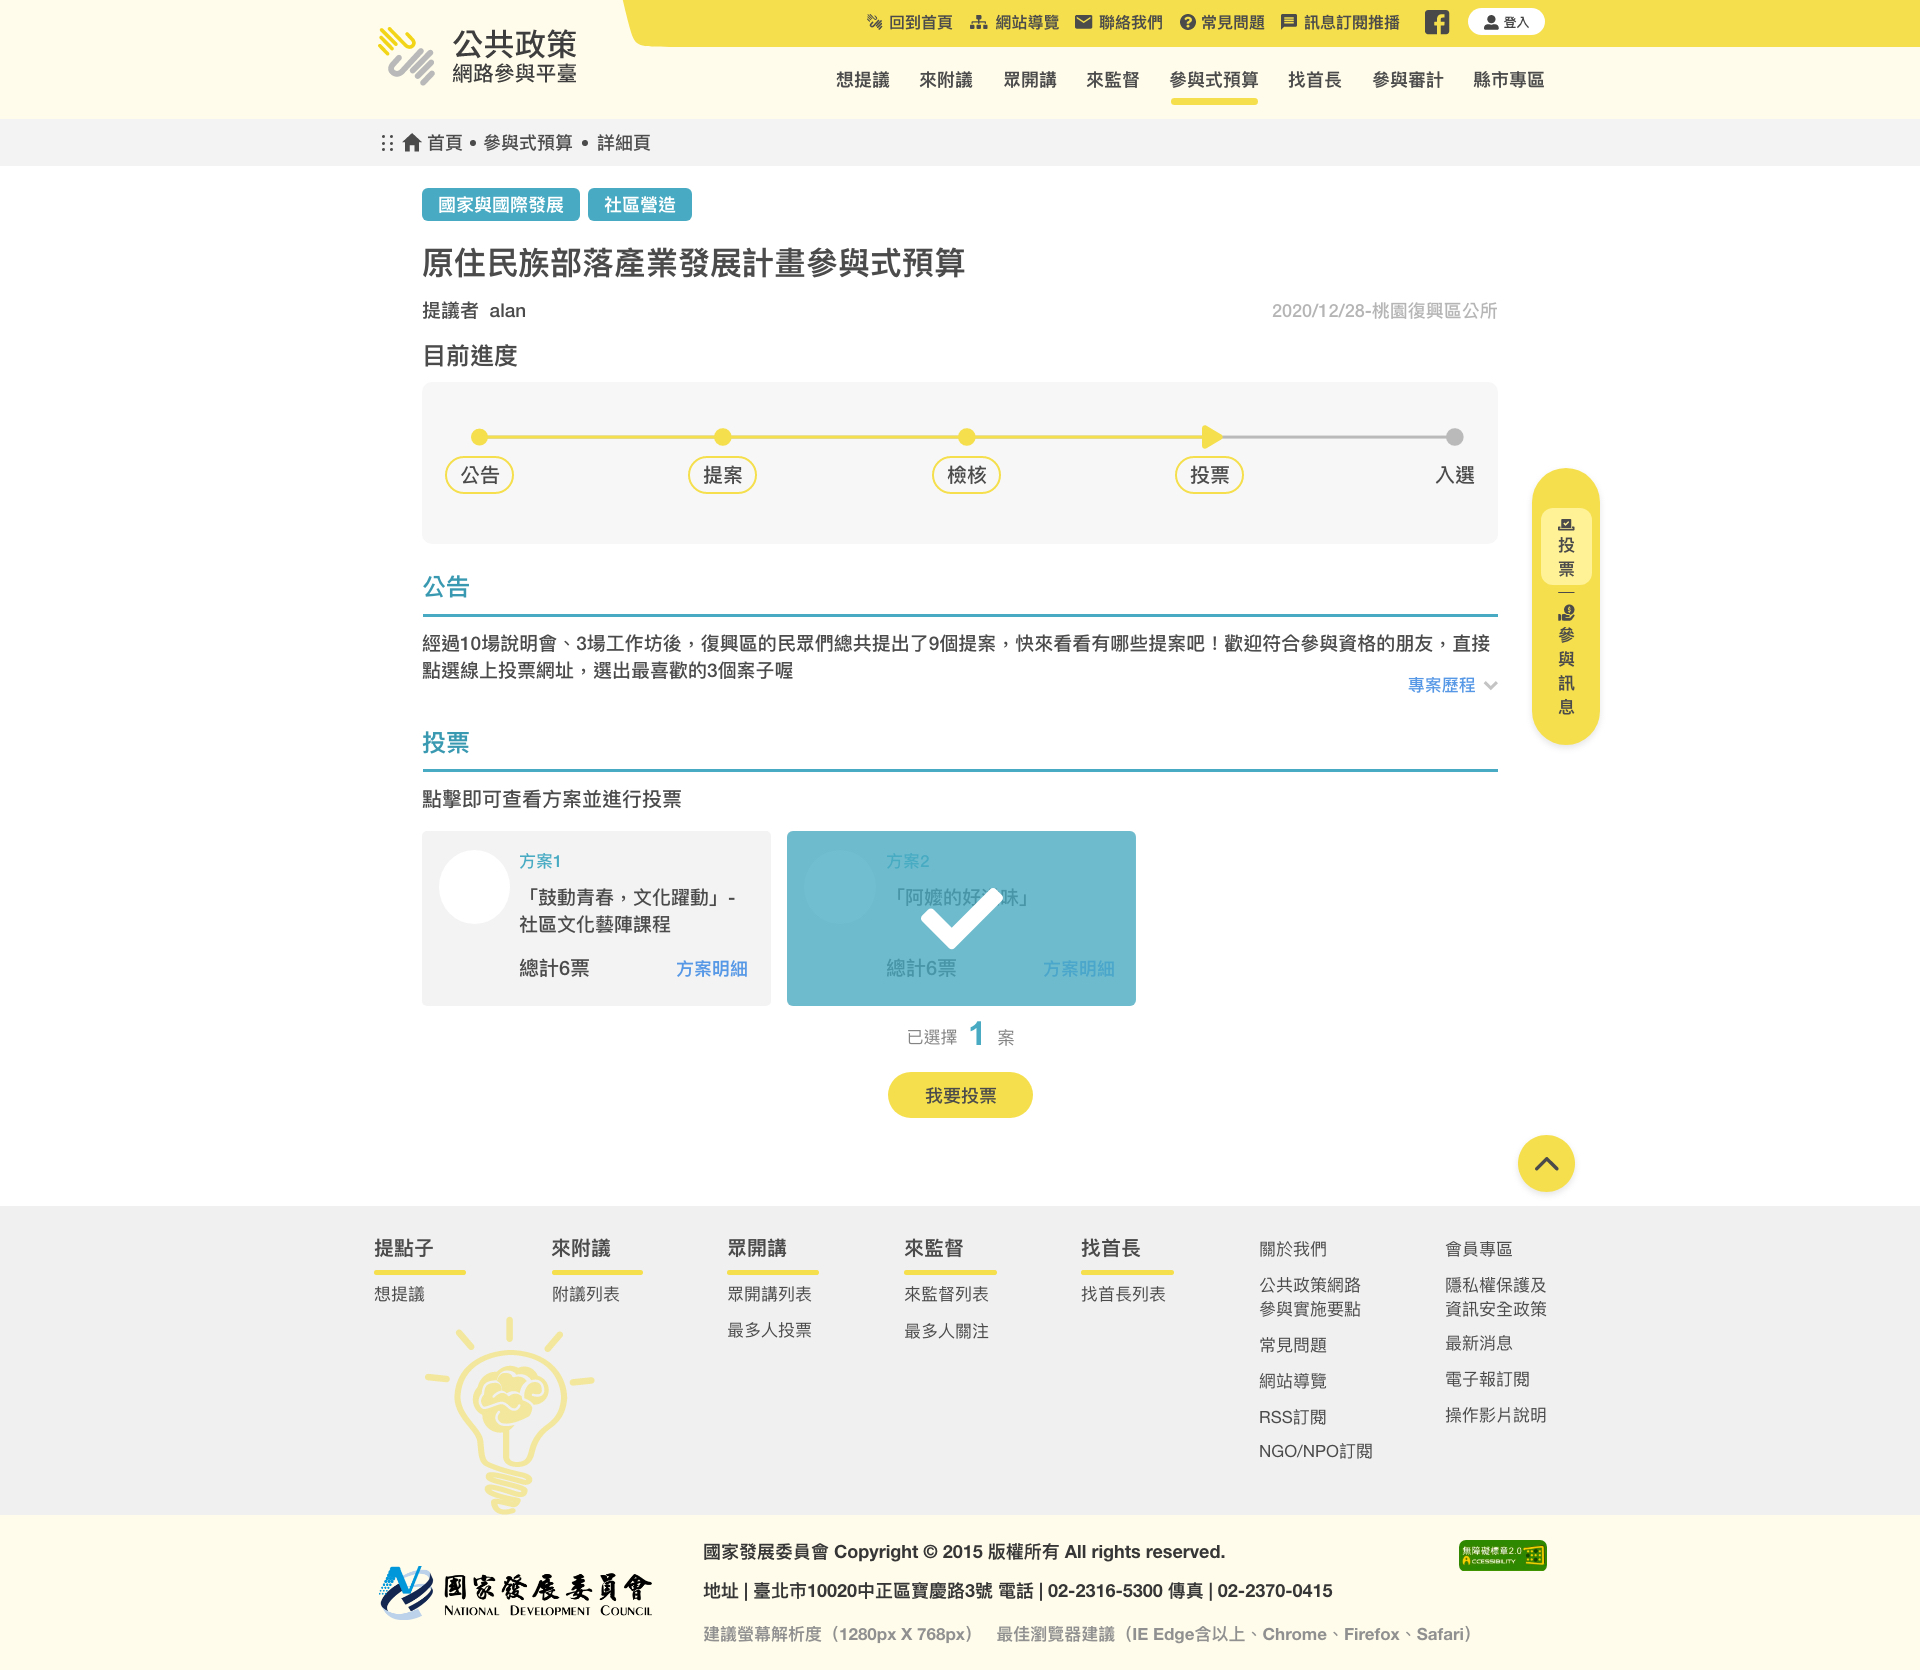 公共政策
網路參與平臺
回到首頁 網站導覽 聯絡我們 常見問題 訊息訂閱推播 登入
想提議 來附議 眾開講 來監督 參與式預算 找首長 參與審計 縣市專區
首頁 • 參與式預算 • 詳細頁
國家與國際發展 社區營造
原住民族部落產業發展計畫參與式預算
提議者 alan
2020/12/28-桃園復興區公所
目前進度
公告 提案 檢核 投票 入選
投票
參與訊息
公告
經過10場說明會、3場工作坊後，復興區的民眾們總共提出了9個提案，快來看看有哪些提案吧！歡迎符合參與資格的朋友，直接
點選線上投票網址，選出最喜歡的3個案子喔
專案歷程
投票
點擊即可查看方案並進行投票
方案1
「鼓動青春，文化躍動」-
社區文化藝陣課程
總計6票 方案明細
方案2
「阿嬤的好 味」
總計6票 方案明細
已選擇 1 案
我要投票
提點子
想提議
來附議
附議列表
眾開講
眾開講列表
最多人投票
來監督
來監督列表
最多人關注
找首長
找首長列表
關於我們
公共政策網路
參與實施要點
常見問題
網站導覽
RSS訂閱
NGO/NPO訂閱
會員專區
隱私權保護及
資訊安全政策
最新消息
電子報訂閱
操作影片說明
國家發展委員會
NATIONAL DEVELOPMENT COUNCIL
國家發展委員會 Copyright © 2015 版權所有 All rights reserved.
地址 | 臺北市10020中正區寶慶路3號 電話 | 02-2316-5300 傳真 | 02-2370-0415
建議螢幕解析度（1280px X 768px） 最佳瀏覽器建議（IE Edge含以上、Chrome、Firefox、Safari）
無障礙標章2.0
ACCESSIBILITY